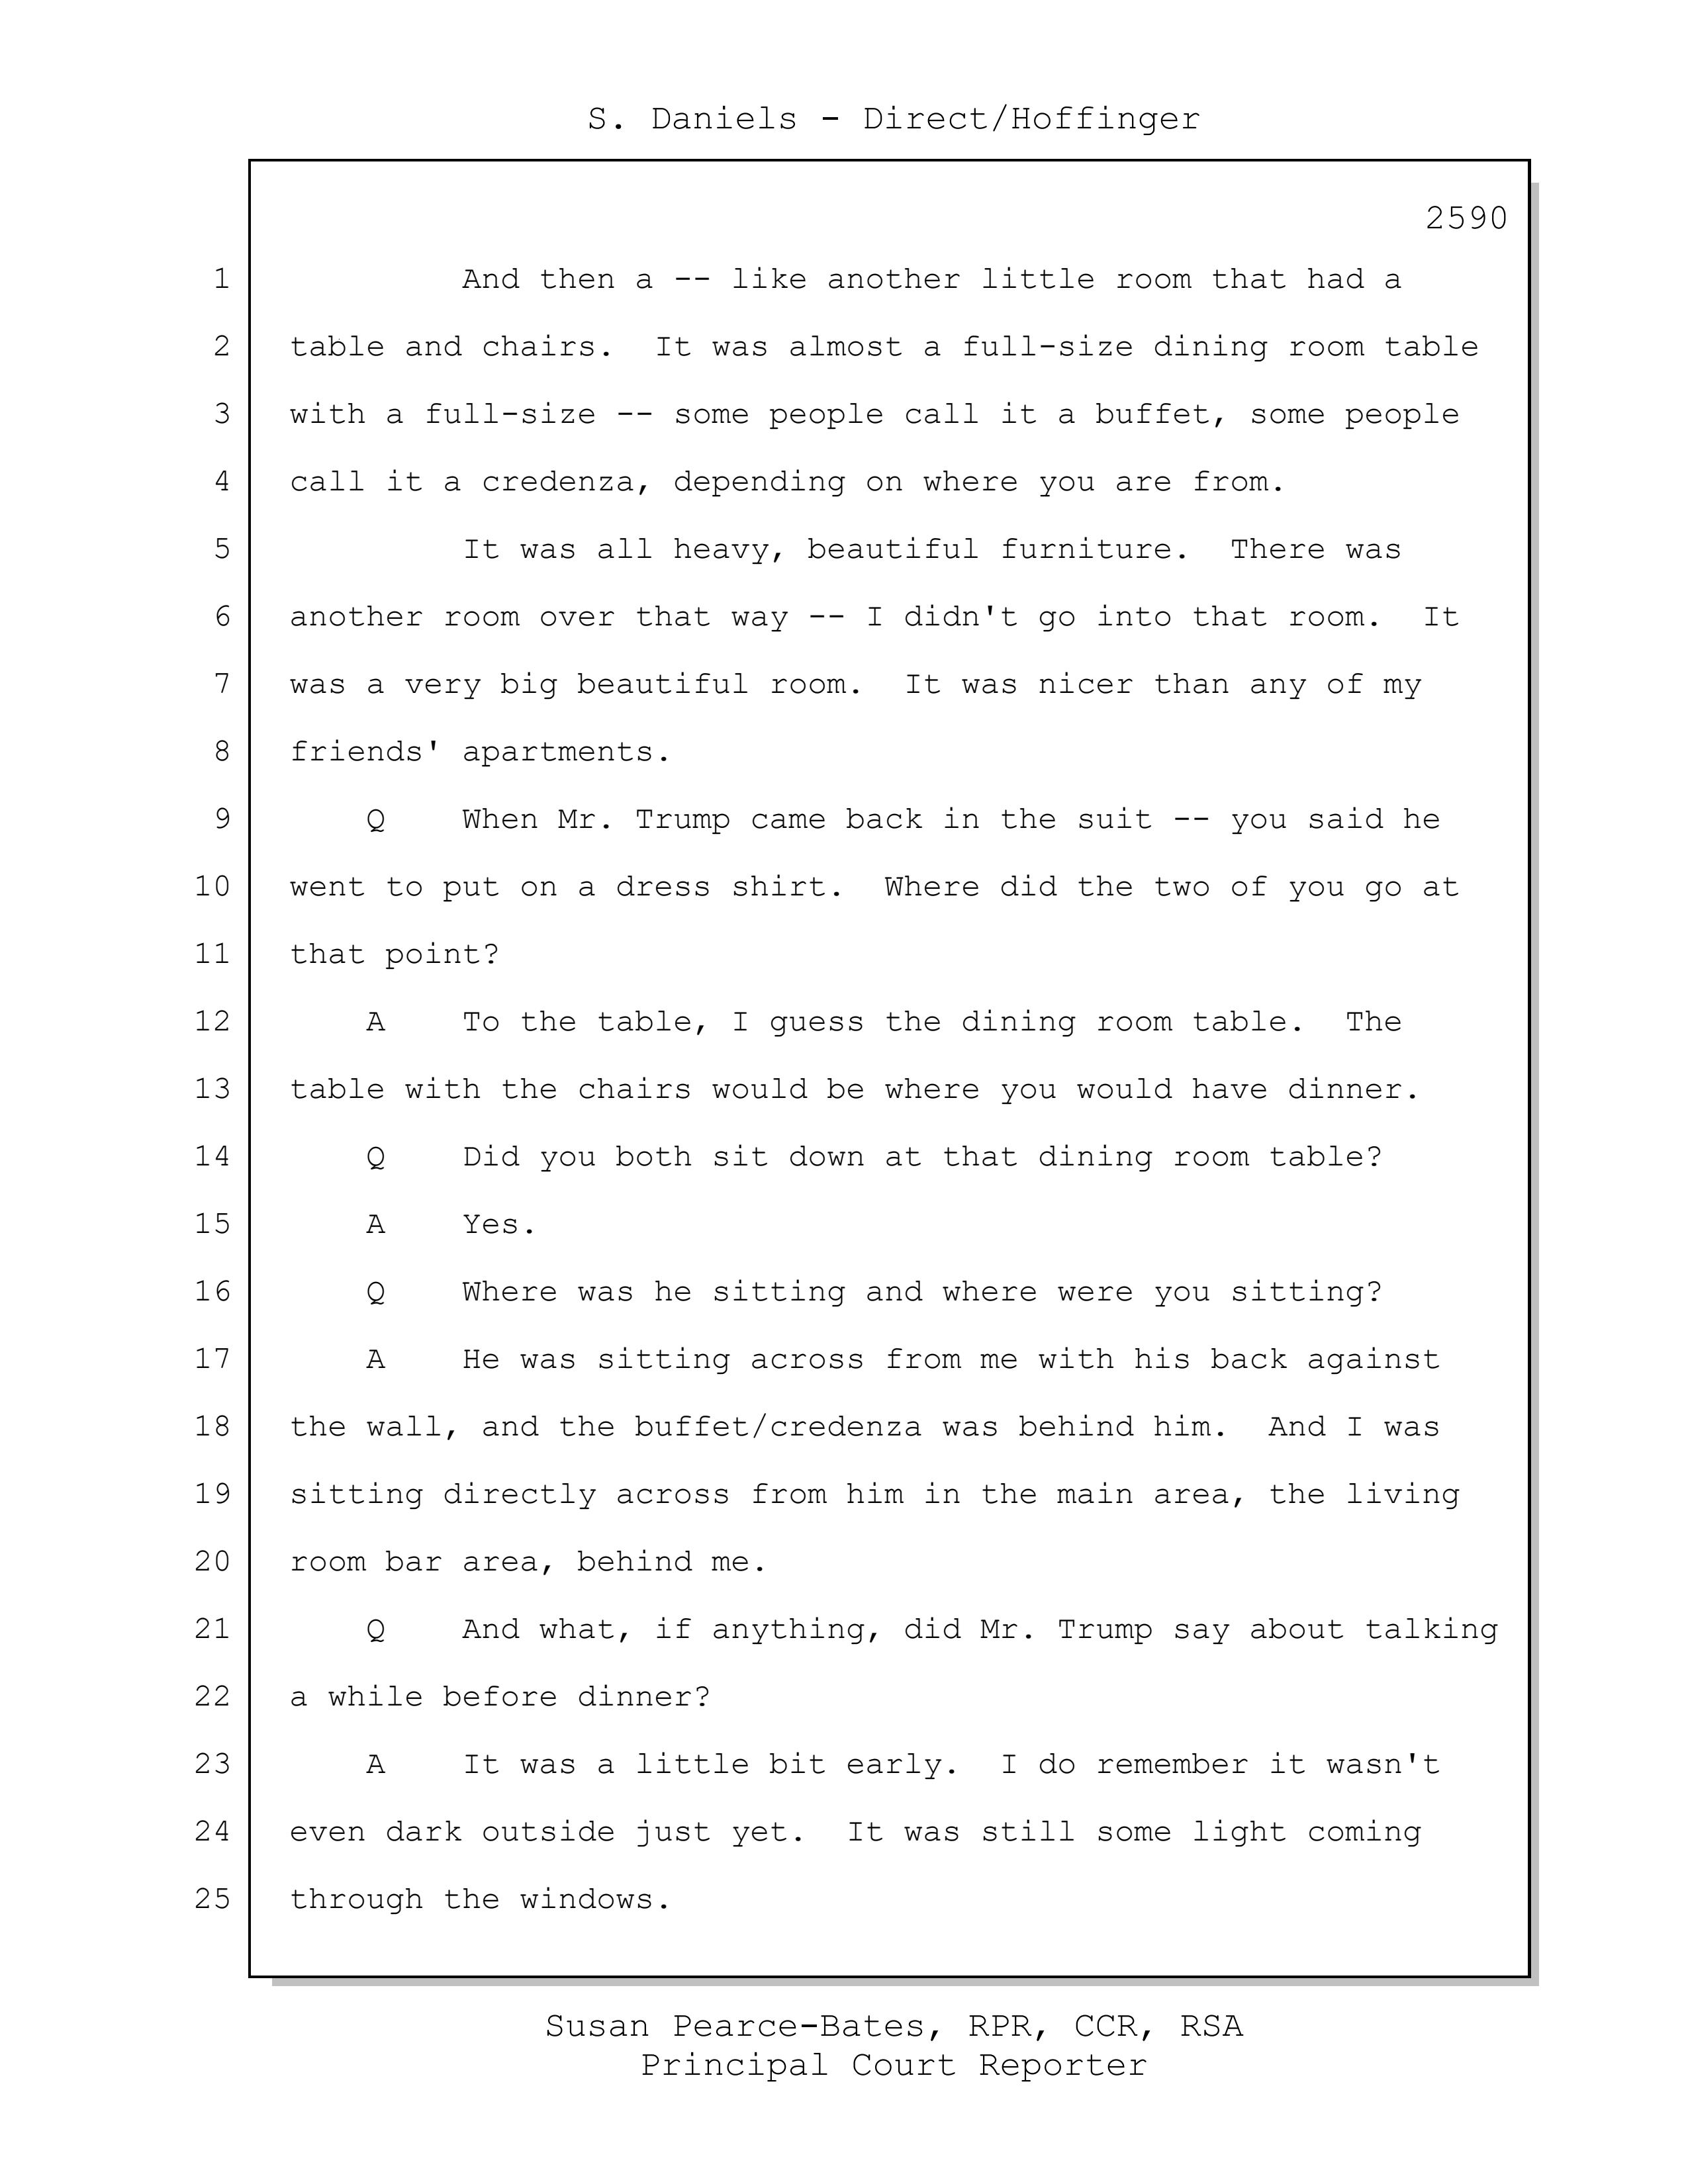 S. Daniels - Direct/Hoffinger
2590
1 And then a -- like another little room that had a
2 table and chairs. It was almost a full-size dining room table
3 with a full-size -- some people call it a buffet, some people
4 call it a credenza, depending on where you are from.
5 It was all heavy, beautiful furniture. There was
6 another room over that way -- I didn't go into that room. It
7 was a very big beautiful room. It was nicer than any of my
8 friends' apartments.
9 Q When Mr. Trump came back in the suit -- you said he
10 went to put on a dress shirt. Where did the two of you go at
11 that point?
12 A To the table, I guess the dining room table. The
13 table with the chairs would be where you would have dinner.
14 Q Did you both sit down at that dining room table?
15 A Yes.
16 Q Where was he sitting and where were you sitting?
17 A He was sitting across from me with his back against
18 the wall, and the buffet/credenza was behind him. And I was
19 sitting directly across from him in the main area, the living
20 room bar area, behind me.
21 Q And what, if anything, did Mr. Trump say about talking
22 a while before dinner?
23 A It was a little bit early. I do remember it wasn't
24 even dark outside just yet. It was still some light coming
25 through the windows.
Susan Pearce-Bates, RPR, CCR, RSA
Principal Court Reporter